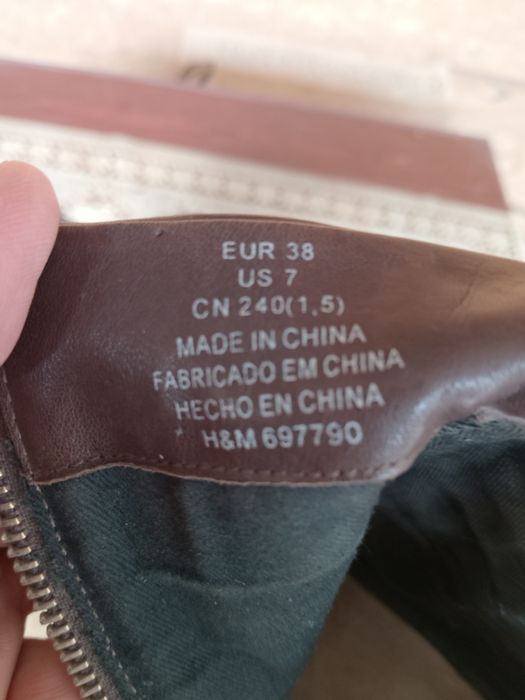 EUR 38
US 7
CN 240(1,5)
MADE IN CHINA
FABRICADO EM CHINA
HECHO EN CHINA
H&M 697790